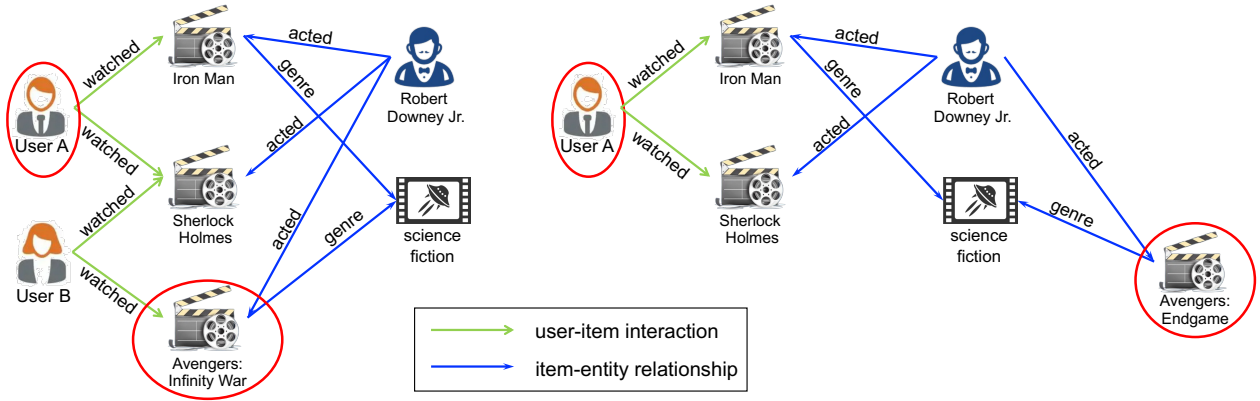 watched
Iron Man
User A
watched
acted
genre
Robert
Downey Jr.
acted
watched
Sherlock
Holmes
User B
watched
acted
genre
science
fiction
Avengers:
Infinity War
watched
Iron Man
User A
watched
acted
genre
Robert
Downey Jr.
acted
acted
Sherlock
Holmes
science
fiction
genre
Avengers:
Endgame
user-item interaction
item-entity relationship